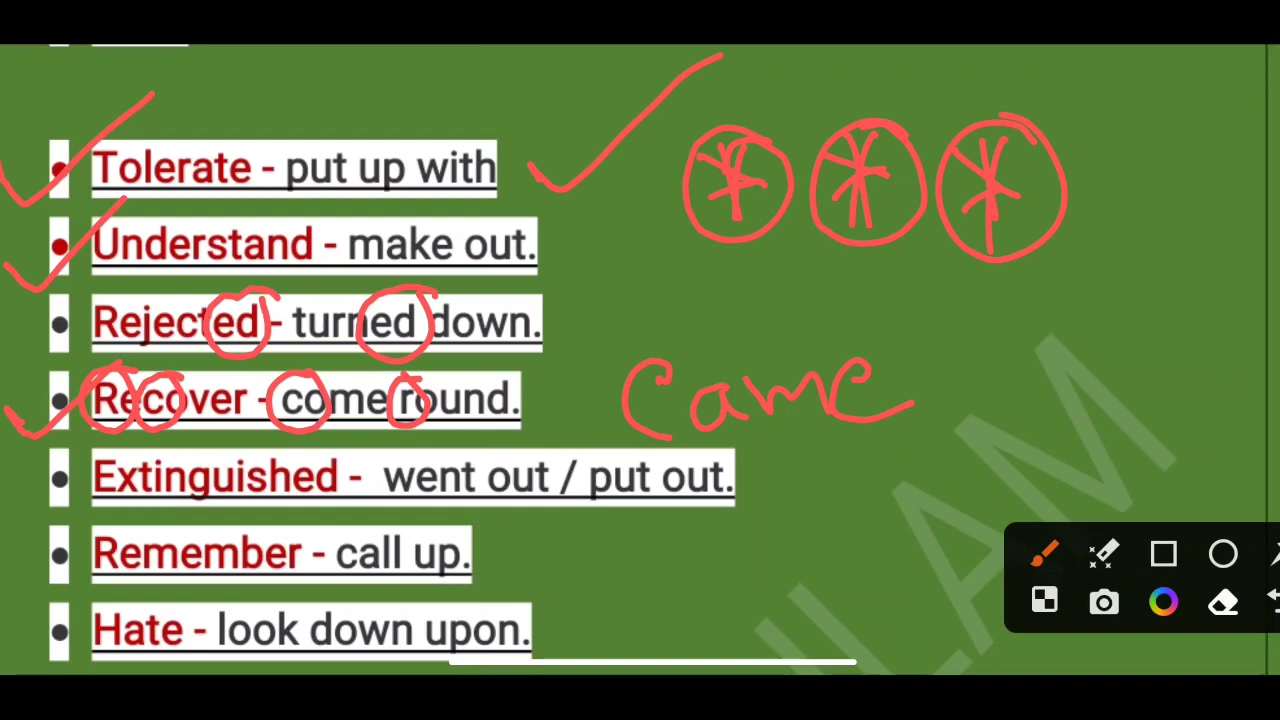 • Tolerate - put up with
• Understand - make out.
• Rejected - turned down.
• Recover - come round.
came
• Extinguished - went out / put out.
• Remember - call up.
• Hate - look down upon.